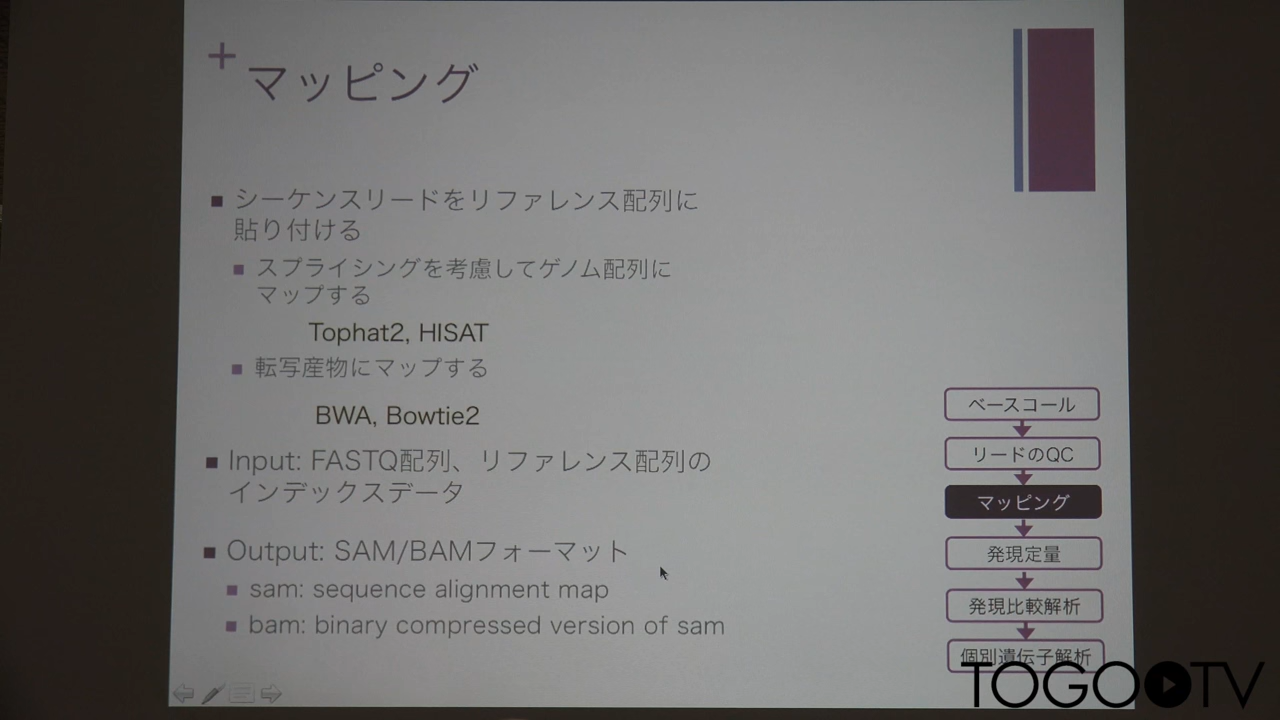 +
マッピング
シーケンスリードをリファレンス配列に
貼り付ける
スプライシングを考慮してゲノム配列に
マップする
Tophat2, HISAT
転写産物にマップする
BWA, Bowtie2
Input: FASTQ配列、リファレンス配列の
インデックスデータ
Output: SAM/BAMフォーマット
sam: sequence alignment map
bam: binary compressed version of sam
ベースコール
リードのQC
マッピング
発現定量
発現比較解析
個別遺伝子解析
TOGOTV